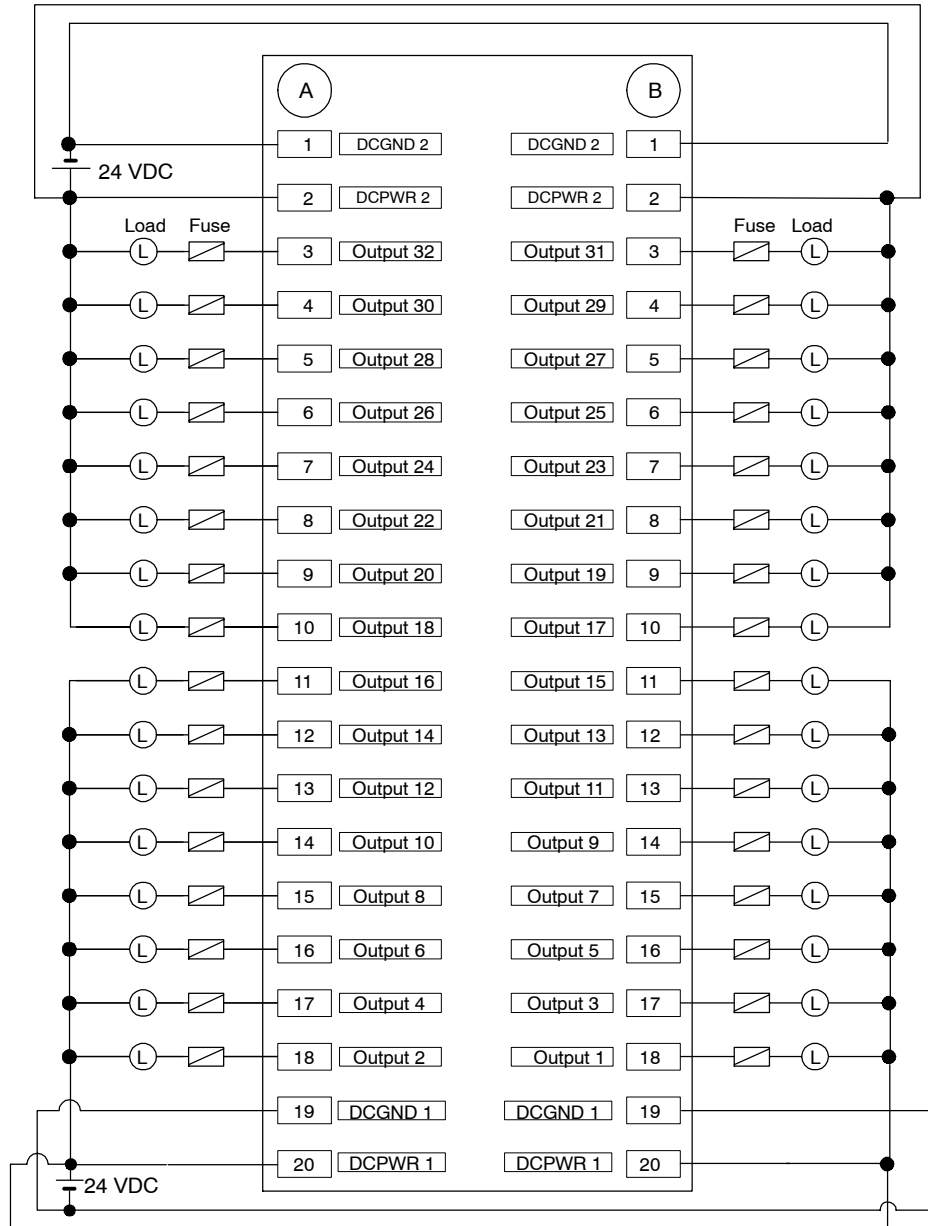 A B
1 DCGND 2 DCGND 2 1
24 VDC
2 DCPWR 2 DCPWR 2 2
Load Fuse Fuse Load
L 3 Output 32 Output 31 3 L
L 4 Output 30 Output 29 4 L
L 5 Output 28 Output 27 5 L
L 6 Output 26 Output 25 6 L
L 7 Output 24 Output 23 7 L
L 8 Output 22 Output 21 8 L
L 9 Output 20 Output 19 9 L
L 10 Output 18 Output 17 10 L
L 11 Output 16 Output 15 11 L
L 12 Output 14 Output 13 12 L
L 13 Output 12 Output 11 13 L
L 14 Output 10 Output 9 14 L
L 15 Output 8 Output 7 15 L
L 16 Output 6 Output 5 16 L
L 17 Output 4 Output 3 17 L
L 18 Output 2 Output 1 18 L
19 DCGND 1 DCGND 1 19
20 DCPWR 1 DCPWR 1 20
24 VDC